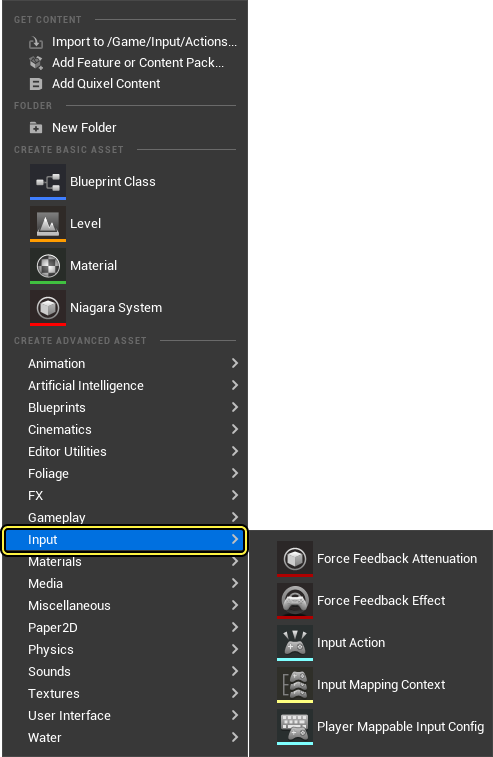 GET CONTENT
Import to /Game/Input/Actions...
Add Feature or Content Pack...
Add Quixel Content
FOLDER
New Folder
CREATE BASIC ASSET
Blueprint Class
Level
Material
Niagara System
CREATE ADVANCED ASSET
Animation
Artificial Intelligence
Blueprints
Cinematics
Editor Utilities
Foliage
FX
Gameplay
Input
Materials
Media
Miscellaneous
Paper2D
Physics
Sounds
Textures
User Interface
Water
Force Feedback Attenuation
Force Feedback Effect
Input Action
Input Mapping Context
Player Mappable Input Config